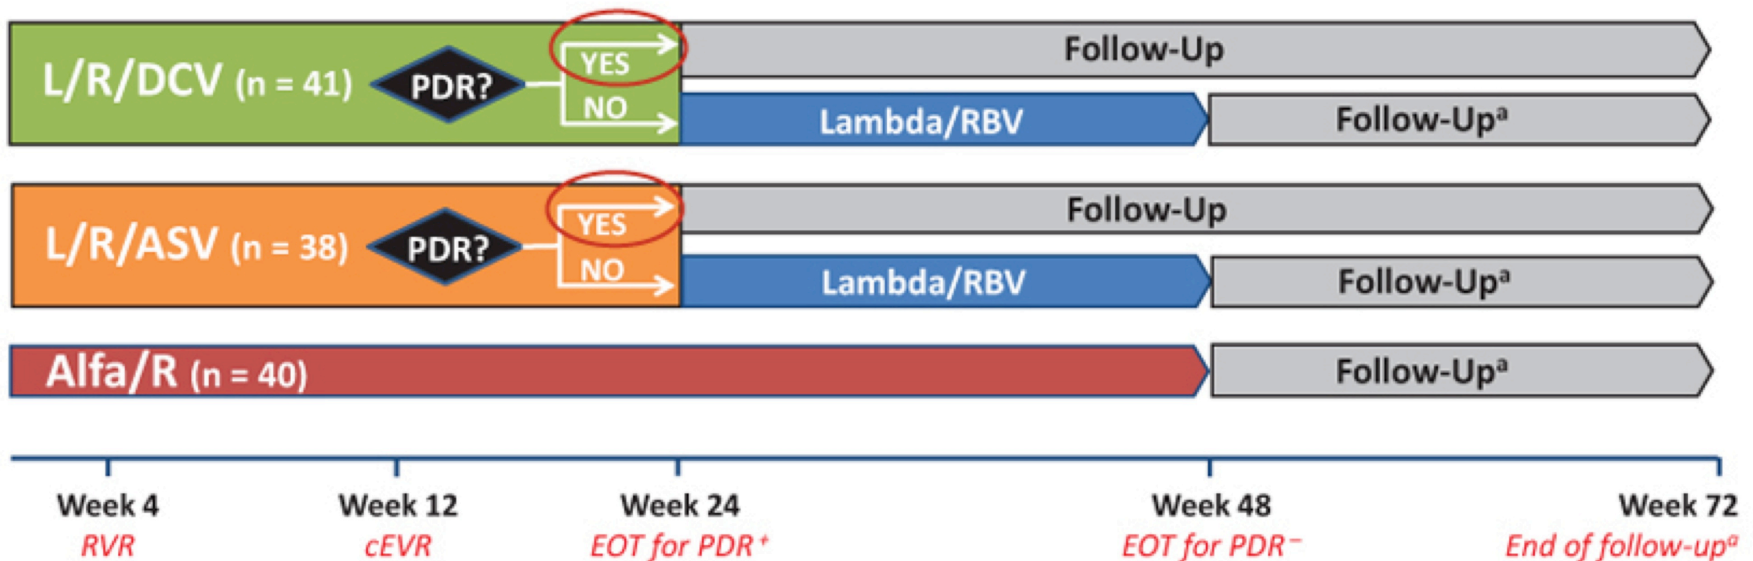 L/R/DCV (n = 41)
PDR?
YES
NO
Follow-Up
Lambda/RBV
Follow-Upᵃ
L/R/ASV (n = 38)
PDR?
YES
NO
Follow-Up
Lambda/RBV
Follow-Upᵃ
Alfa/R (n = 40)
Follow-Upᵃ
Week 4
RVR
Week 12
cEVR
Week 24
EOT for PDR⁺
Week 48
EOT for PDR⁻
Week 72
End of follow-upᵃ